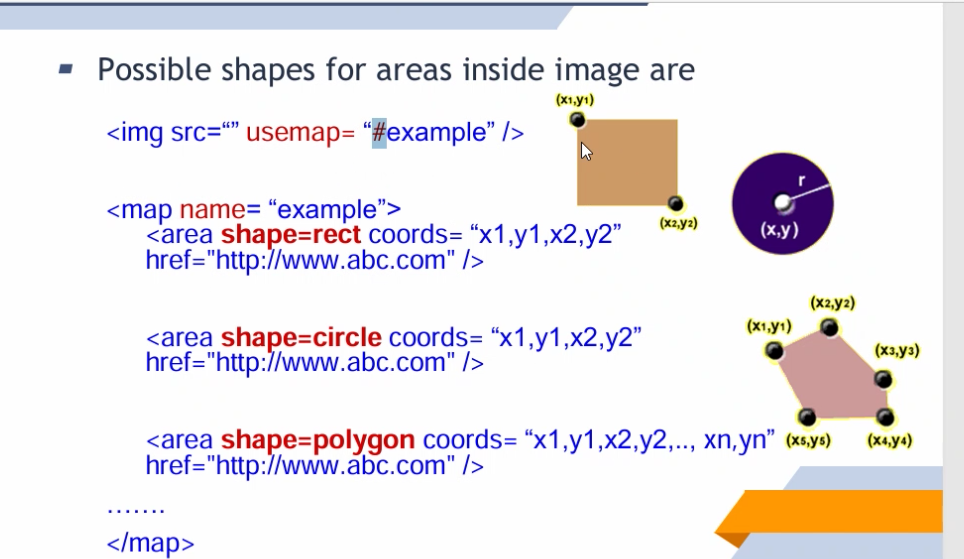 ▪ Possible shapes for areas inside image are
(x1,y1)
<img src=“” usemap= “#example” />
r
<map name= “example”>
(x2,y2)
(x,y)
<area shape=rect coords= “x1,y1,x2,y2”
href="http://www.abc.com" />
(x2,y2)
(x1,y1)
<area shape=circle coords= “x1,y1,x2,y2”
(x3,y3)
href="http://www.abc.com" />
<area shape=polygon coords= “x1,y1,x2,y2,.., xn,yn”
(x5,y5)
(x4,y4)
href="http://www.abc.com" />
.......
</map>